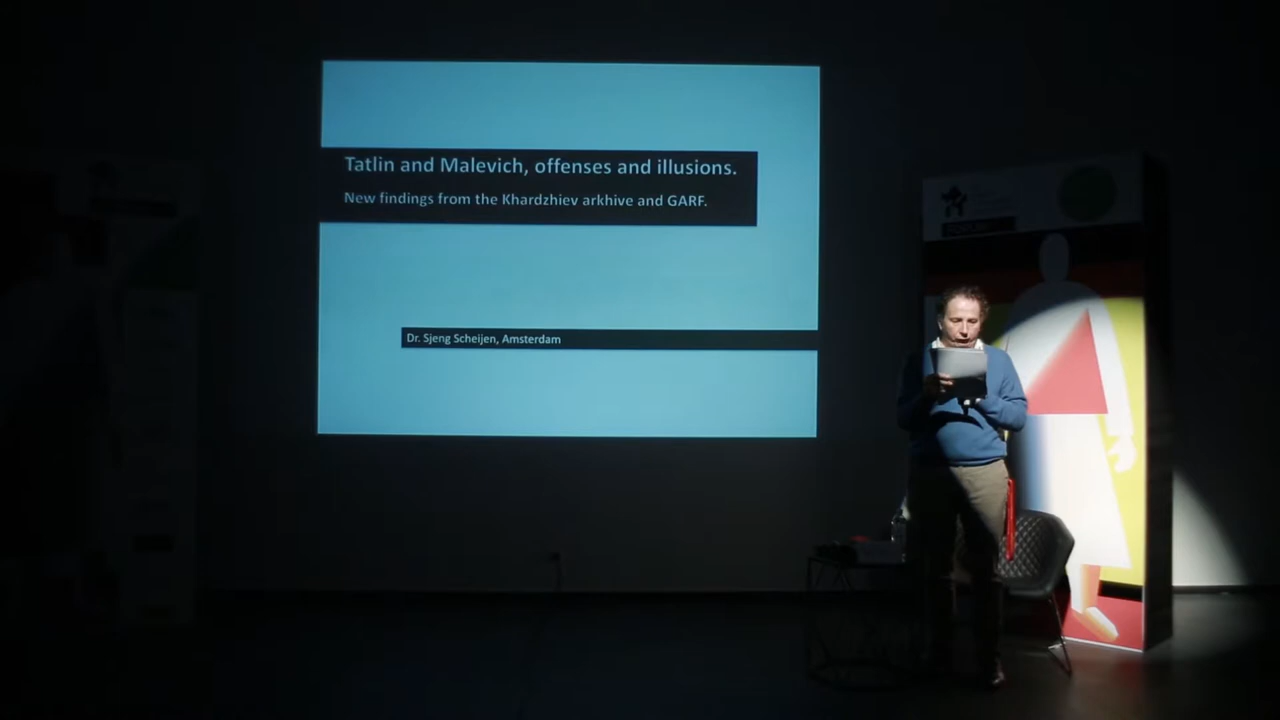 Tatlin and Malevich, offenses and illusions.
New findings from the Khardzhiev arkhive and GARF.
Dr. Sjeng Scheijen, Amsterdam